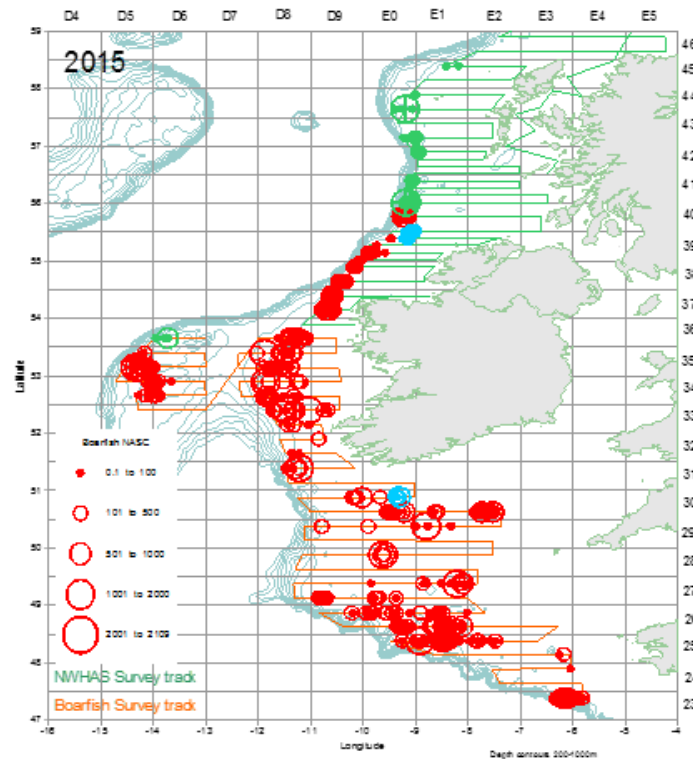 D4 D5 D6 D7 D8 D9 E0 E1 E2 E3 E4 E5
2015
59
58
57
56
55
54
53
52
51
50
49
48
47
Latitude
46
45
44
43
42
41
40
39
38
37
36
35
34
33
32
31
30
29
28
27
26
25
24
23
Boarfish NASC
0.1 to 100
101 to 500
501 to 1000
1001 to 2000
2001 to 2109
NWHAS Survey track
Boarfish Survey track
-16 -15 -14 -13 -12 -11 -10 -9 -8 -7 -6 -5 -4
Longitude
Depth contours 200-1000m